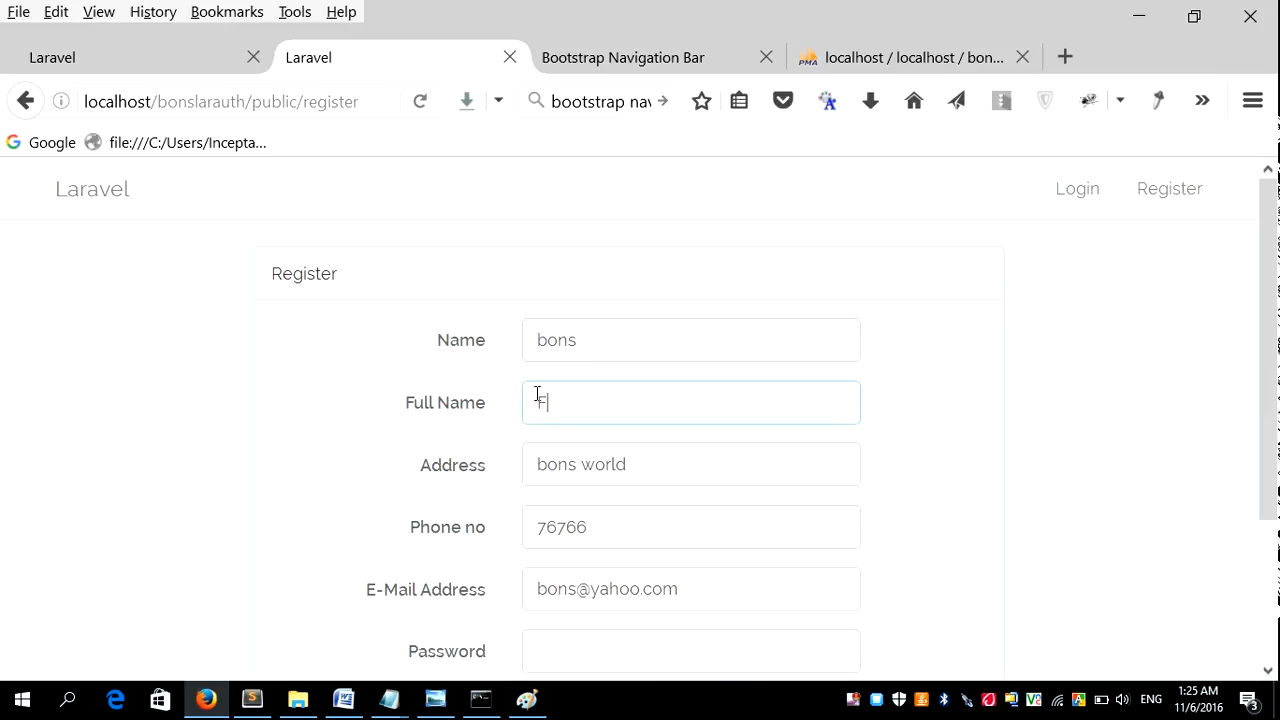 File Edit View History Bookmarks Tools Help
Laravel
Laravel
Bootstrap Navigation Bar
PMA
localhost / localhost / bon...
localhost/bonslarauth/public/register
bootstrap nav
A
G
Google
file:///C:/Users/Incepta...
Laravel
Login
Register
Register
Name
bons
Full Name
F
Address
bons world
Phone no
76766
E-Mail Address
bons@yahoo.com
Password
ENG
1:25 AM
11/6/2016
3